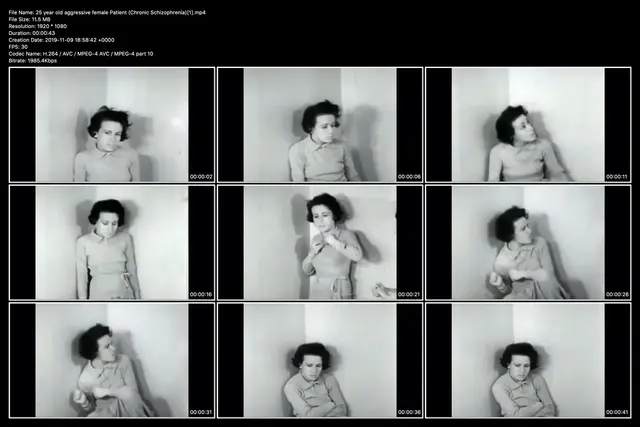 File Name: 25 year old aggressive female Patient (Chronic Schizophrenia)[1].mp4
File Size: 11.5 MB
Resolution: 1920 * 1080
Duration: 00:00:43
Creation Date: 2019-11-09 18:58:42 +0000
FPS: 30
Codec Name: H.264 / AVC / MPEG-4 AVC / MPEG-4 part 10
Bitrate: 1985.4Kbps
00:00:02
00:00:06
00:00:11
00:00:16
00:00:21
00:00:26
00:00:31
00:00:36
00:00:41